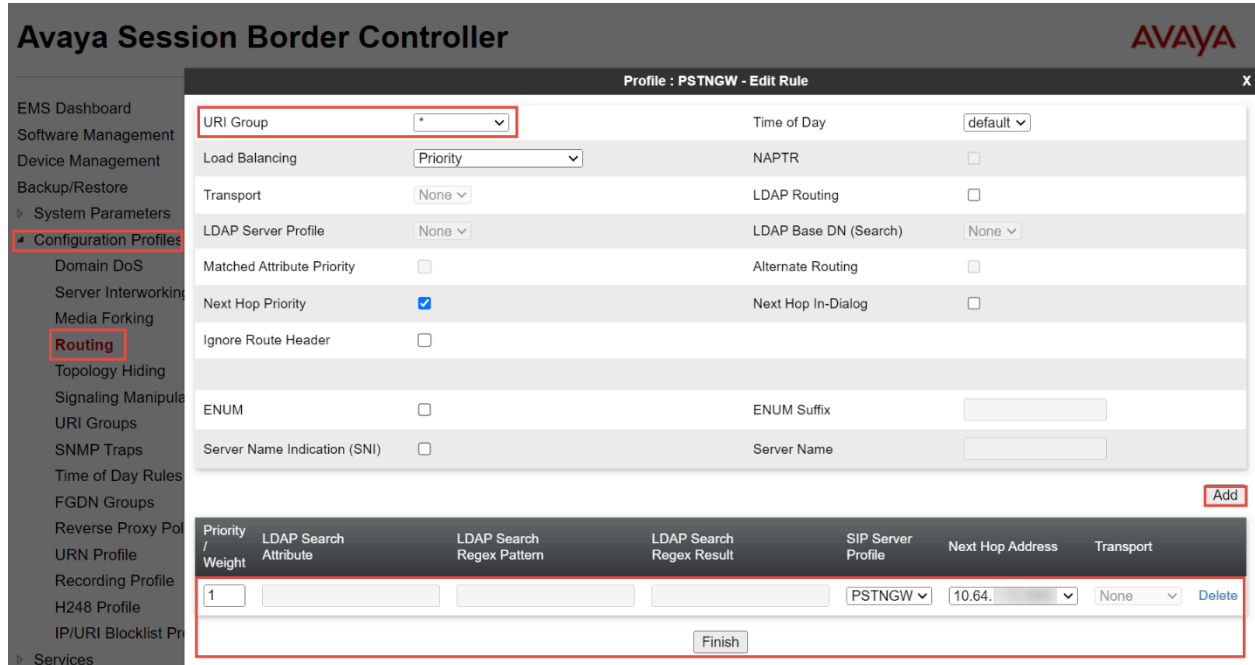 Avaya Session Border Controller
AVAYA
Profile : PSTNGW - Edit Rule
X
EMS Dashboard
Software Management
Device Management
Backup/Restore
System Parameters
Configuration Profiles
Domain DoS
Server Interworking
Media Forking
Routing
Topology Hiding
Signaling Manipula
URI Groups
SNMP Traps
Time of Day Rules
FGDN Groups
Reverse Proxy Pol
URN Profile
Recording Profile
H248 Profile
IP/URI Blocklist Pro
Services
URI Group * Time of Day default
Load Balancing Priority NAPTR
Transport None LDAP Routing
LDAP Server Profile None LDAP Base DN (Search) None
Matched Attribute Priority Alternate Routing
Next Hop Priority Next Hop In-Dialog
Ignore Route Header
ENUM ENUM Suffix
Server Name Indication (SNI) Server Name
Add
Priority / Weight LDAP Search Attribute LDAP Search Regex Pattern LDAP Search Regex Result SIP Server Profile Next Hop Address Transport
1 PSTNGW 10.64. None Delete
Finish